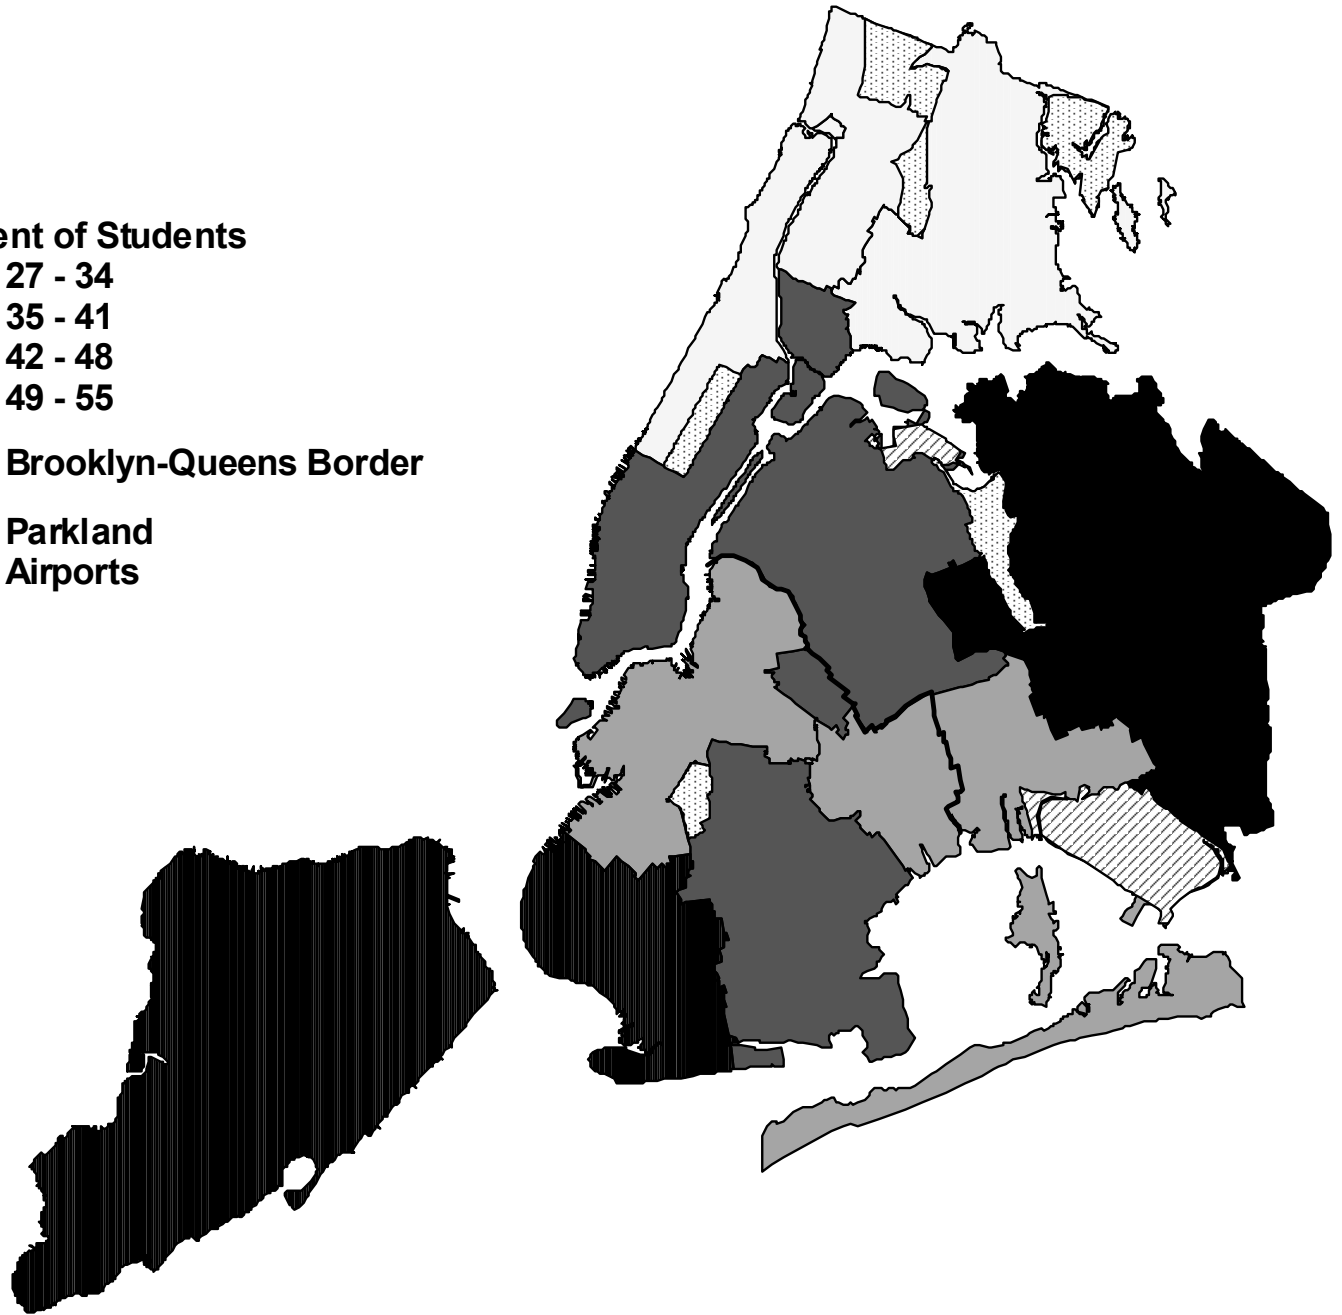 ent of Students
27 - 34
35 - 41
42 - 48
49 - 55
Brooklyn-Queens Border
Parkland
Airports